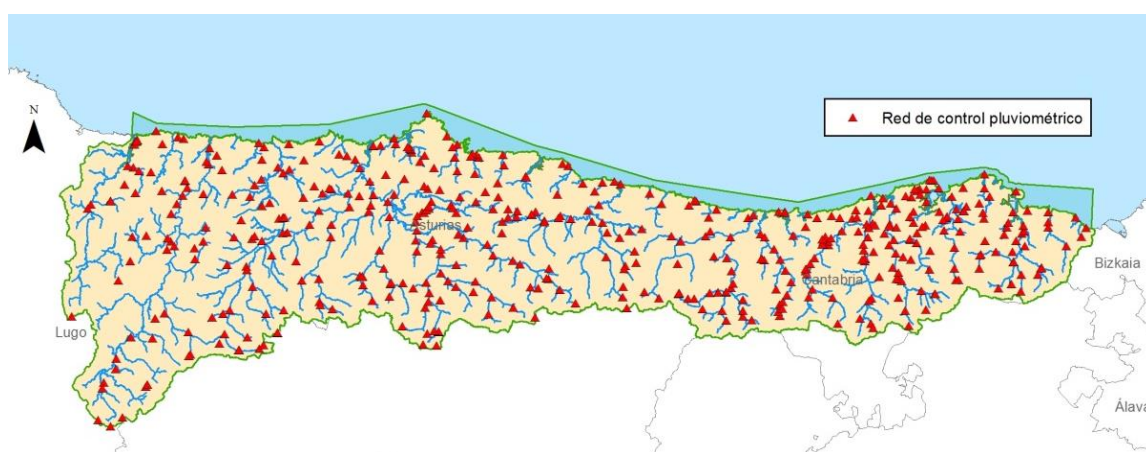 Red de control pluviométrico
N
Asturias
Cantabria
Bizkaia
Lugo
Álava